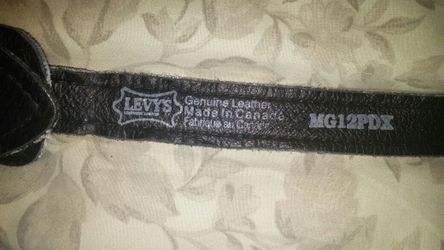 LEVY'S
Genuine Leather
Made In Canada
Fabriqué au Canada
MG12PDX